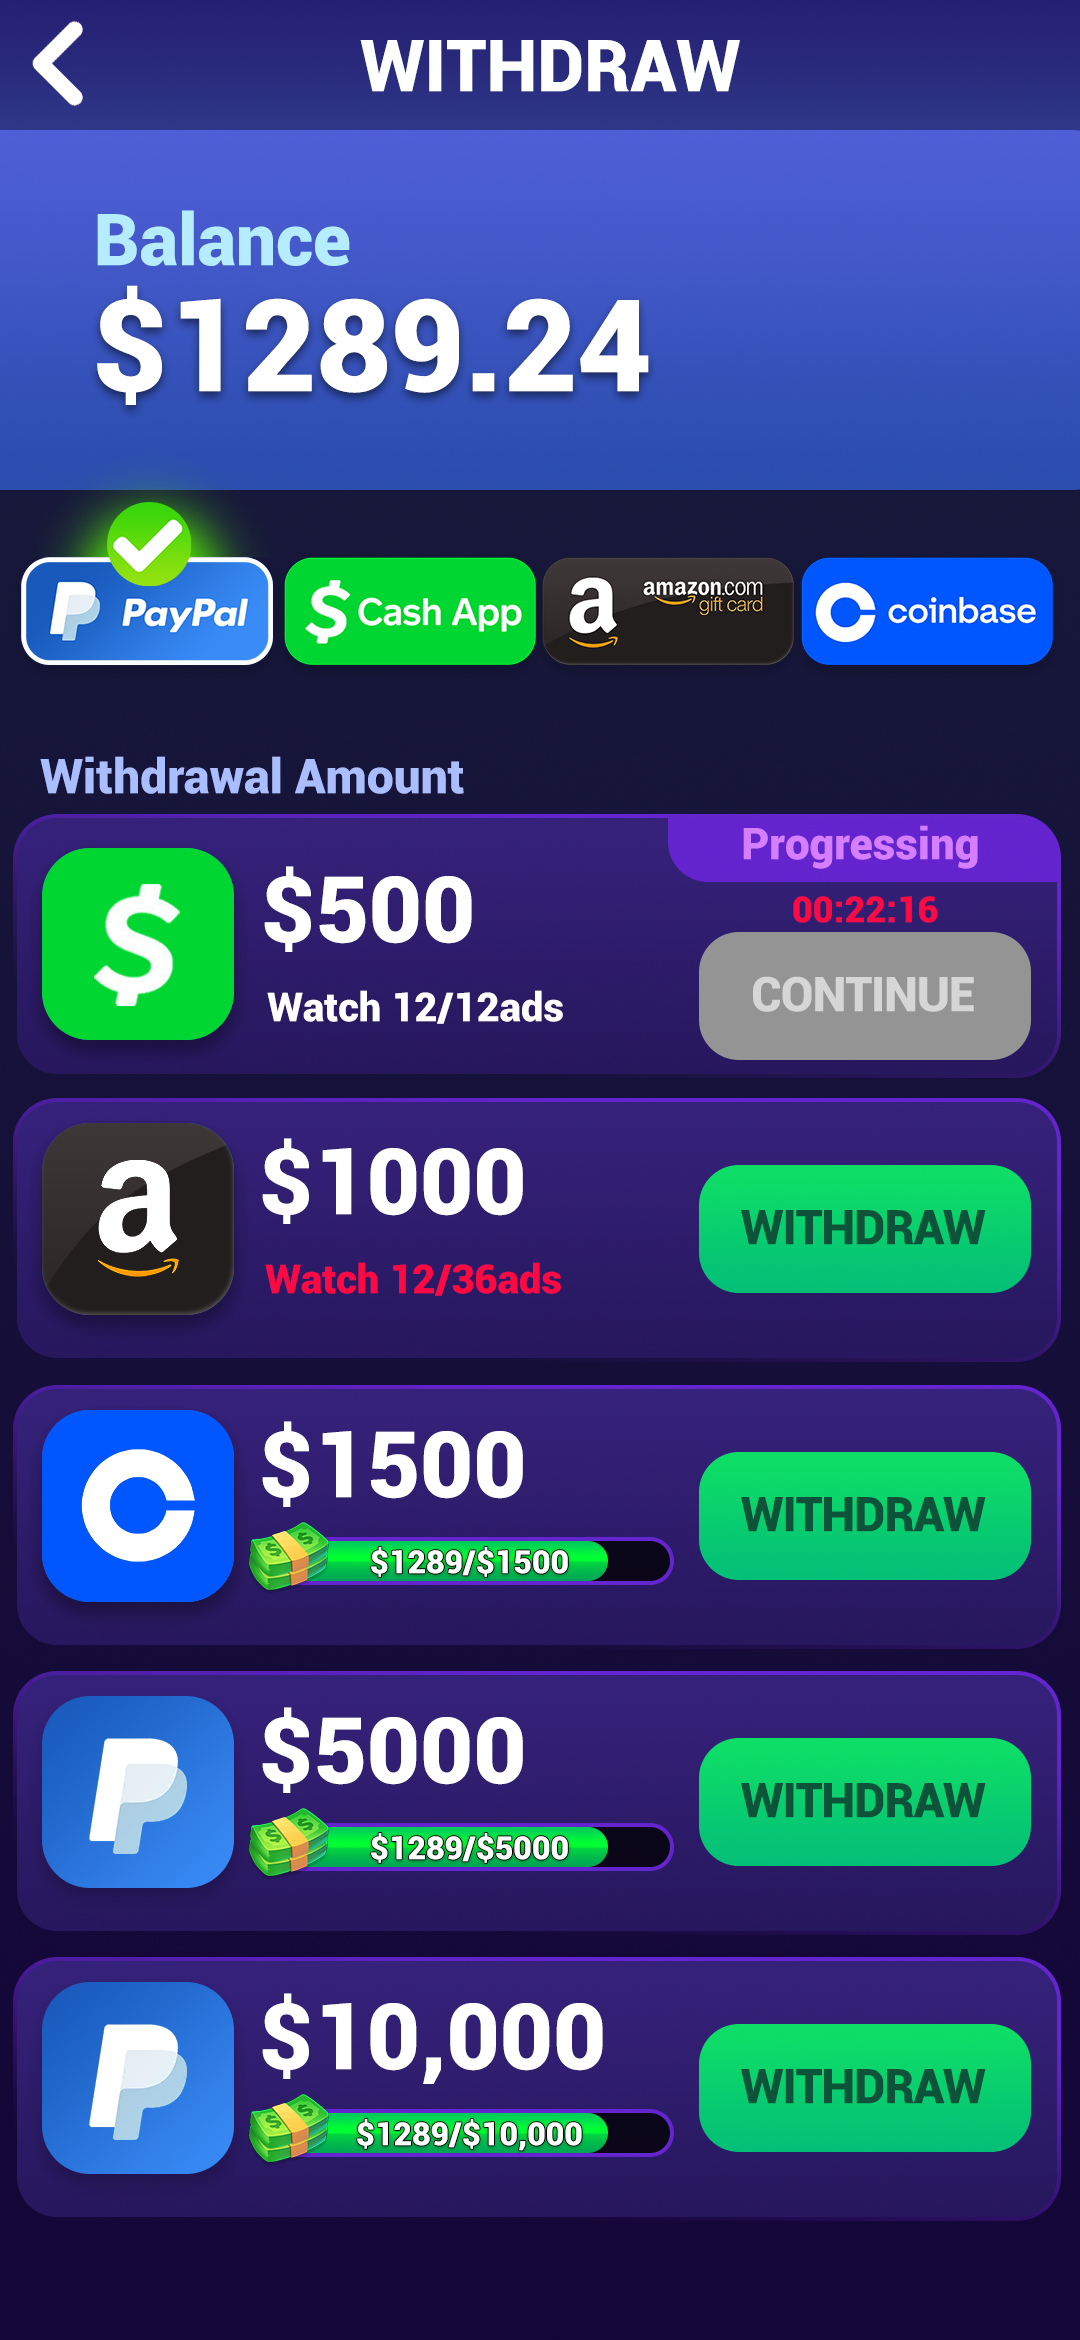 WITHDRAW
Balance
$1289.24
PayPal
$ Cash App
a amazon.com
gift card
coinbase
Withdrawal Amount
Progressing
$500
00:22:16
CONTINUE
Watch 12/12ads
$1000
WITHDRAW
Watch 12/36ads
$1500
WITHDRAW
$1289/$1500
$5000
WITHDRAW
$1289/$5000
$10,000
WITHDRAW
$1289/$10,000